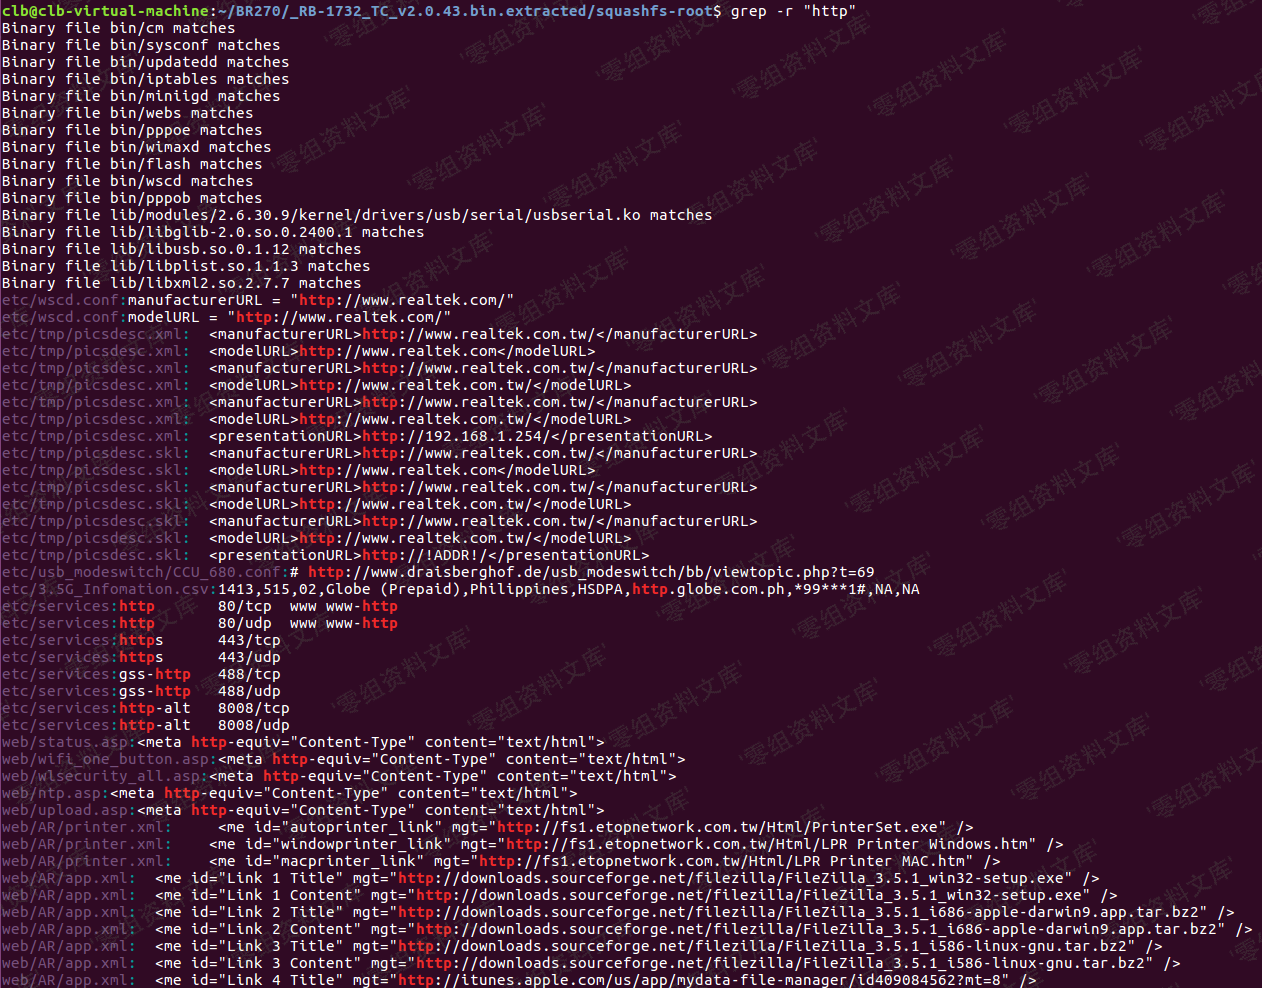 clb@clb-virtual-machine:~/BR270/_RB-1732_TC_v2.0.43.bin.extracted/squashfs-root$ grep -r "http"
Binary file bin/cm matches
Binary file bin/sysconf matches
Binary file bin/updatedd matches
Binary file bin/iptables matches
Binary file bin/miniigd matches
Binary file bin/webs matches
Binary file bin/pppoe matches
Binary file bin/wimaxd matches
Binary file bin/flash matches
Binary file bin/wscd matches
Binary file bin/pppob matches
Binary file lib/modules/2.6.30.9/kernel/drivers/usb/serial/usbserial.ko matches
Binary file lib/libglib-2.0.so.0.2400.1 matches
Binary file lib/libusb.so.0.1.12 matches
Binary file lib/libplist.so.1.1.3 matches
Binary file lib/libxml2.so.2.7.7 matches
etc/wscd.conf:manufacturerURL = "http://www.realtek.com/"
etc/wscd.conf:modelURL = "http://www.realtek.com/"
etc/tmp/picsdesc.xml:  <manufacturerURL>http://www.realtek.com.tw/</manufacturerURL>
etc/tmp/picsdesc.xml:  <modelURL>http://www.realtek.com</modelURL>
etc/tmp/picsdesc.xml:  <manufacturerURL>http://www.realtek.com.tw/</manufacturerURL>
etc/tmp/picsdesc.xml:  <modelURL>http://www.realtek.com.tw/</modelURL>
etc/tmp/picsdesc.xml:  <manufacturerURL>http://www.realtek.com.tw/</manufacturerURL>
etc/tmp/picsdesc.xml:  <modelURL>http://www.realtek.com.tw/</modelURL>
etc/tmp/picsdesc.xml:  <presentationURL>http://192.168.1.254/</presentationURL>
etc/tmp/picsdesc.skl:  <manufacturerURL>http://www.realtek.com.tw/</manufacturerURL>
etc/tmp/picsdesc.skl:  <modelURL>http://www.realtek.com</modelURL>
etc/tmp/picsdesc.skl:  <manufacturerURL>http://www.realtek.com.tw/</manufacturerURL>
etc/tmp/picsdesc.skl:  <modelURL>http://www.realtek.com.tw/</modelURL>
etc/tmp/picsdesc.skl:  <manufacturerURL>http://www.realtek.com.tw/</manufacturerURL>
etc/tmp/picsdesc.skl:  <modelURL>http://www.realtek.com.tw/</modelURL>
etc/tmp/picsdesc.skl:  <presentationURL>http://!ADDR!/</presentationURL>
etc/usb_modeswitch/CCU_680.conf:# http://www.draisberghof.de/usb_modeswitch/bb/viewtopic.php?t=69
etc/3.5G_Infomation.csv:1413,515,02,Globe (Prepaid),Philippines,HSDPA,http.globe.com.ph,*99***1#,NA,NA
etc/services:http       80/tcp  www www-http
etc/services:http       80/udp  www www-http
etc/services:https      443/tcp
etc/services:https      443/udp
etc/services:gss-http   488/tcp
etc/services:gss-http   488/udp
etc/services:http-alt   8008/tcp
etc/services:http-alt   8008/udp
web/status.asp:<meta http-equiv="Content-Type" content="text/html">
web/wifi_one_button.asp:<meta http-equiv="Content-Type" content="text/html">
web/wlsecurity_all.asp:<meta http-equiv="Content-Type" content="text/html">
web/ntp.asp:<meta http-equiv="Content-Type" content="text/html">
web/upload.asp:<meta http-equiv="Content-Type" content="text/html">
web/AR/printer.xml:     <me id="autoprinter_link" mgt="http://fs1.etopnetwork.com.tw/Html/PrinterSet.exe" />
web/AR/printer.xml:    <me id="windowprinter_link" mgt="http://fs1.etopnetwork.com.tw/Html/LPR Printer Windows.htm" />
web/AR/printer.xml:    <me id="macprinter_link" mgt="http://fs1.etopnetwork.com.tw/Html/LPR Printer MAC.htm" />
web/AR/app.xml:  <me id="Link 1 Title" mgt="http://downloads.sourceforge.net/filezilla/FileZilla_3.5.1_win32-setup.exe" />
web/AR/app.xml:  <me id="Link 1 Content" mgt="http://downloads.sourceforge.net/filezilla/FileZilla_3.5.1_win32-setup.exe" />
web/AR/app.xml:  <me id="Link 2 Title" mgt="http://downloads.sourceforge.net/filezilla/FileZilla_3.5.1_i686-apple-darwin9.app.tar.bz2" />
web/AR/app.xml:  <me id="Link 2 Content" mgt="http://downloads.sourceforge.net/filezilla/FileZilla_3.5.1_i686-apple-darwin9.app.tar.bz2" />
web/AR/app.xml:  <me id="Link 3 Title" mgt="http://downloads.sourceforge.net/filezilla/FileZilla_3.5.1_i586-linux-gnu.tar.bz2" />
web/AR/app.xml:  <me id="Link 3 Content" mgt="http://downloads.sourceforge.net/filezilla/FileZilla_3.5.1_i586-linux-gnu.tar.bz2" />
web/AR/app.xml:  <me id="Link 4 Title" mgt="http://itunes.apple.com/us/app/mydata-file-manager/id409084562?mt=8" />
'零组资料文库'